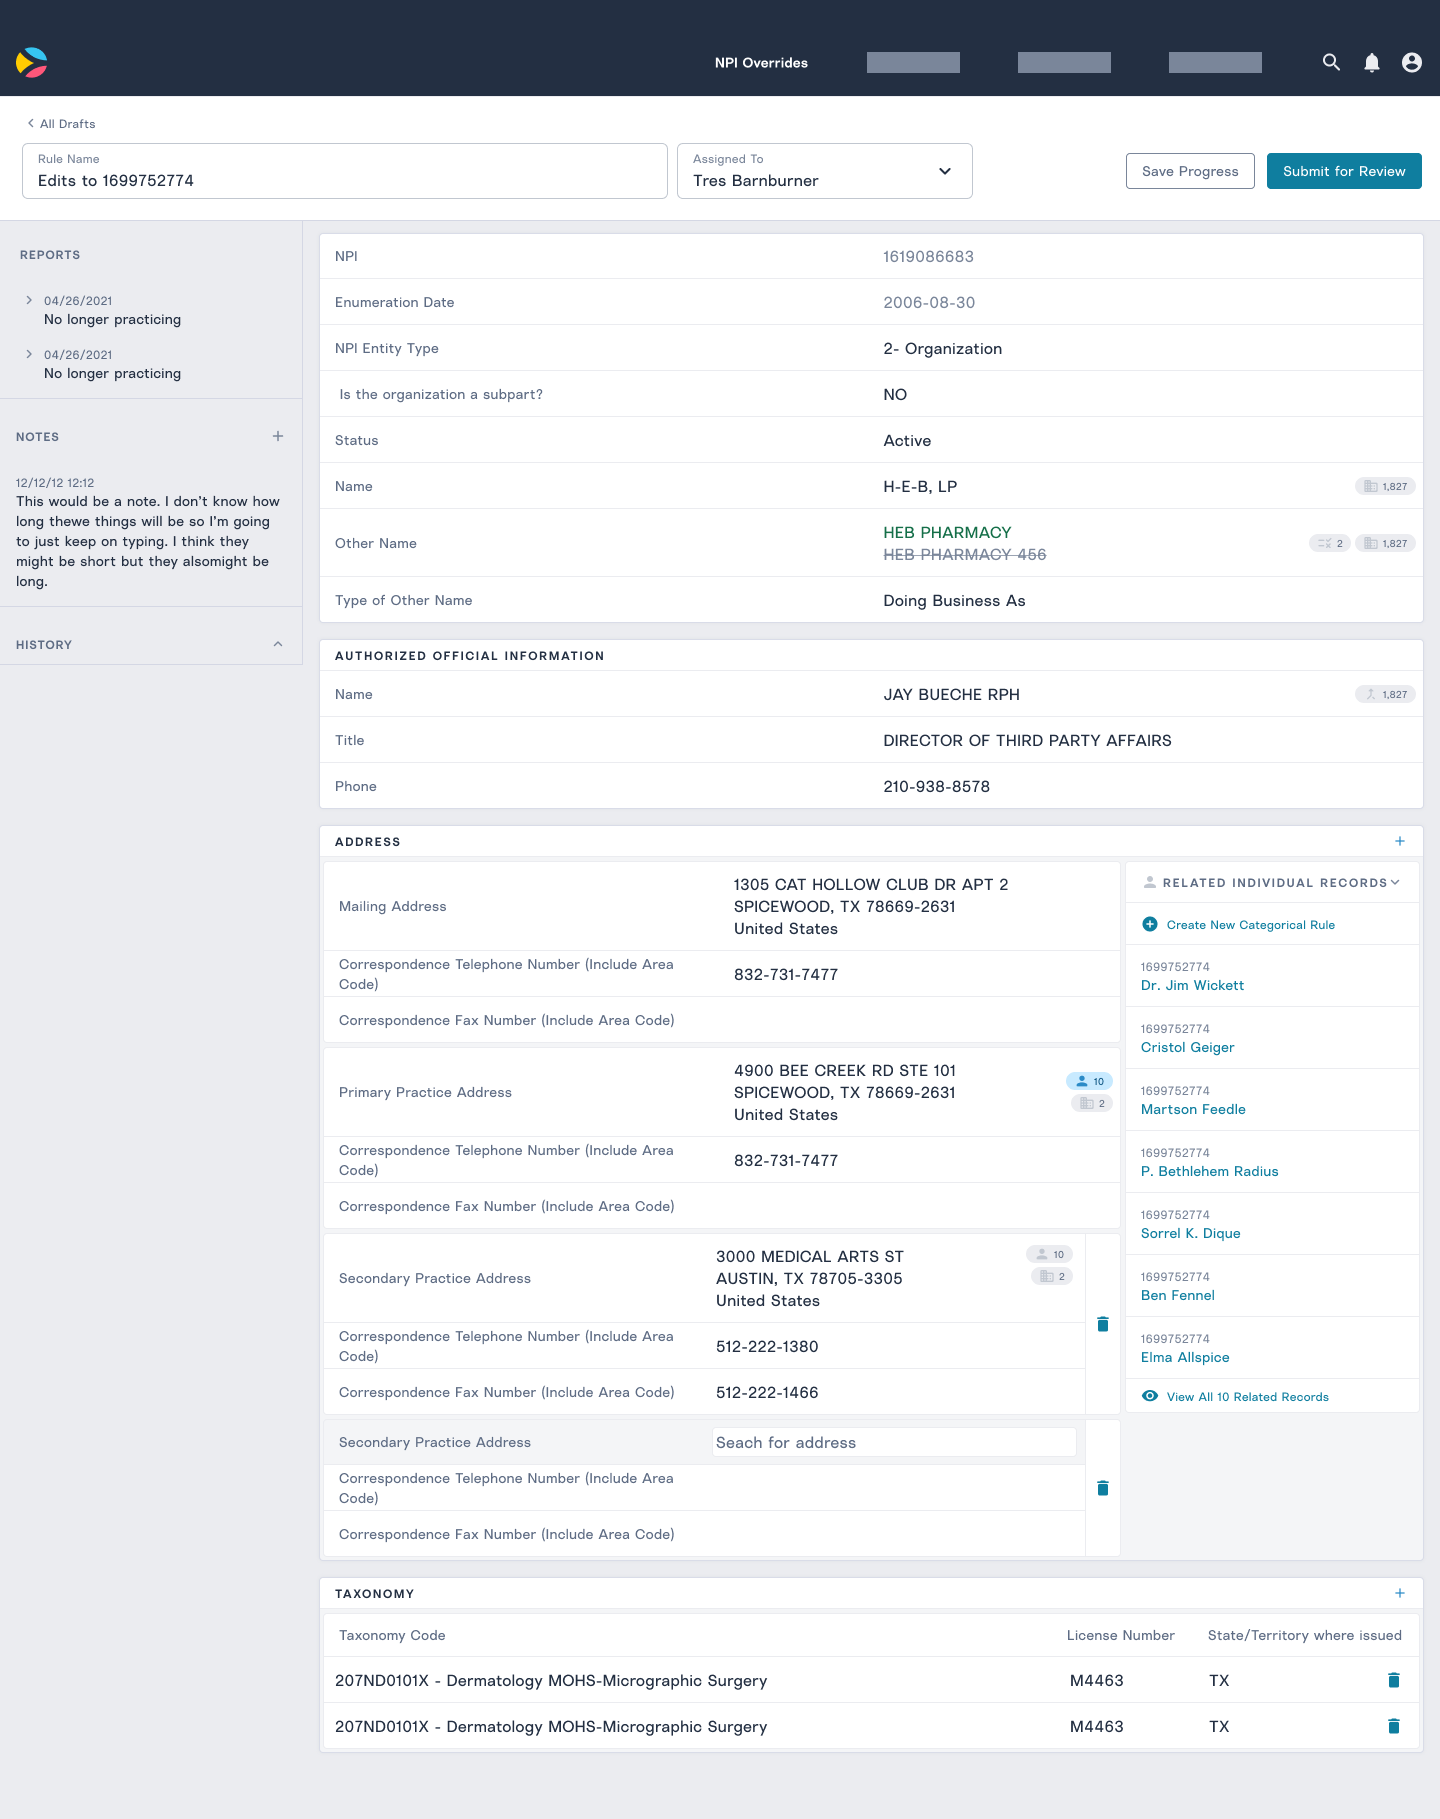 NPI Overrides
All Drafts
Rule Name
Edits to 1699752774
Assigned To
Tres Barnburner
Save Progress
Submit for Review
REPORTS
04/26/2021
No longer practicing
04/26/2021
No longer practicing
NOTES
12/12/12 12:12
This would be a note. I don't know how
long thewe things will be so I'm going
to just keep on typing. I think they
might be short but they alsomight be
long.
HISTORY
NPI
1619086683
Enumeration Date
2006-08-30
NPI Entity Type
2- Organization
Is the organization a subpart?
NO
Status
Active
Name
H-E-B, LP
1,827
Other Name
HEB PHARMACY
HEB PHARMACY 456
2
1,827
Type of Other Name
Doing Business As
AUTHORIZED OFFICIAL INFORMATION
Name
JAY BUECHE RPH
1,827
Title
DIRECTOR OF THIRD PARTY AFFAIRS
Phone
210-938-8578
ADDRESS
Mailing Address
1305 CAT HOLLOW CLUB DR APT 2
SPICEWOOD, TX 78669-2631
United States
Correspondence Telephone Number (Include Area
Code)
832-731-7477
Correspondence Fax Number (Include Area Code)
Primary Practice Address
4900 BEE CREEK RD STE 101
SPICEWOOD, TX 78669-2631
United States
10
2
Correspondence Telephone Number (Include Area
Code)
832-731-7477
Correspondence Fax Number (Include Area Code)
Secondary Practice Address
3000 MEDICAL ARTS ST
AUSTIN, TX 78705-3305
United States
10
2
Correspondence Telephone Number (Include Area
Code)
512-222-1380
Correspondence Fax Number (Include Area Code)
512-222-1466
Secondary Practice Address
Seach for address
Correspondence Telephone Number (Include Area
Code)
Correspondence Fax Number (Include Area Code)
RELATED INDIVIDUAL RECORDS
Create New Categorical Rule
1699752774
Dr. Jim Wickett
1699752774
Cristol Geiger
1699752774
Martson Feedle
1699752774
P. Bethlehem Radius
1699752774
Sorrel K. Dique
1699752774
Ben Fennel
1699752774
Elma Allspice
View All 10 Related Records
TAXONOMY
Taxonomy Code
License Number
State/Territory where issued
207ND0101X - Dermatology MOHS-Micrographic Surgery
M4463
TX
207ND0101X - Dermatology MOHS-Micrographic Surgery
M4463
TX